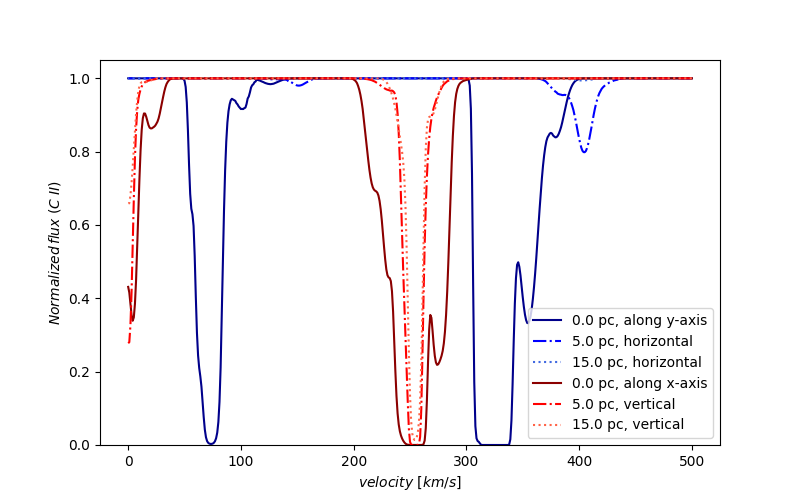 1.0
0.8
0.6
0.4
0.2
0.0
Normalized flux (C II)
0 100 200 300 400 500
velocity [km/s]
0.0 pc, along y-axis
5.0 pc, horizontal
15.0 pc, horizontal
0.0 pc, along x-axis
5.0 pc, vertical
15.0 pc, vertical